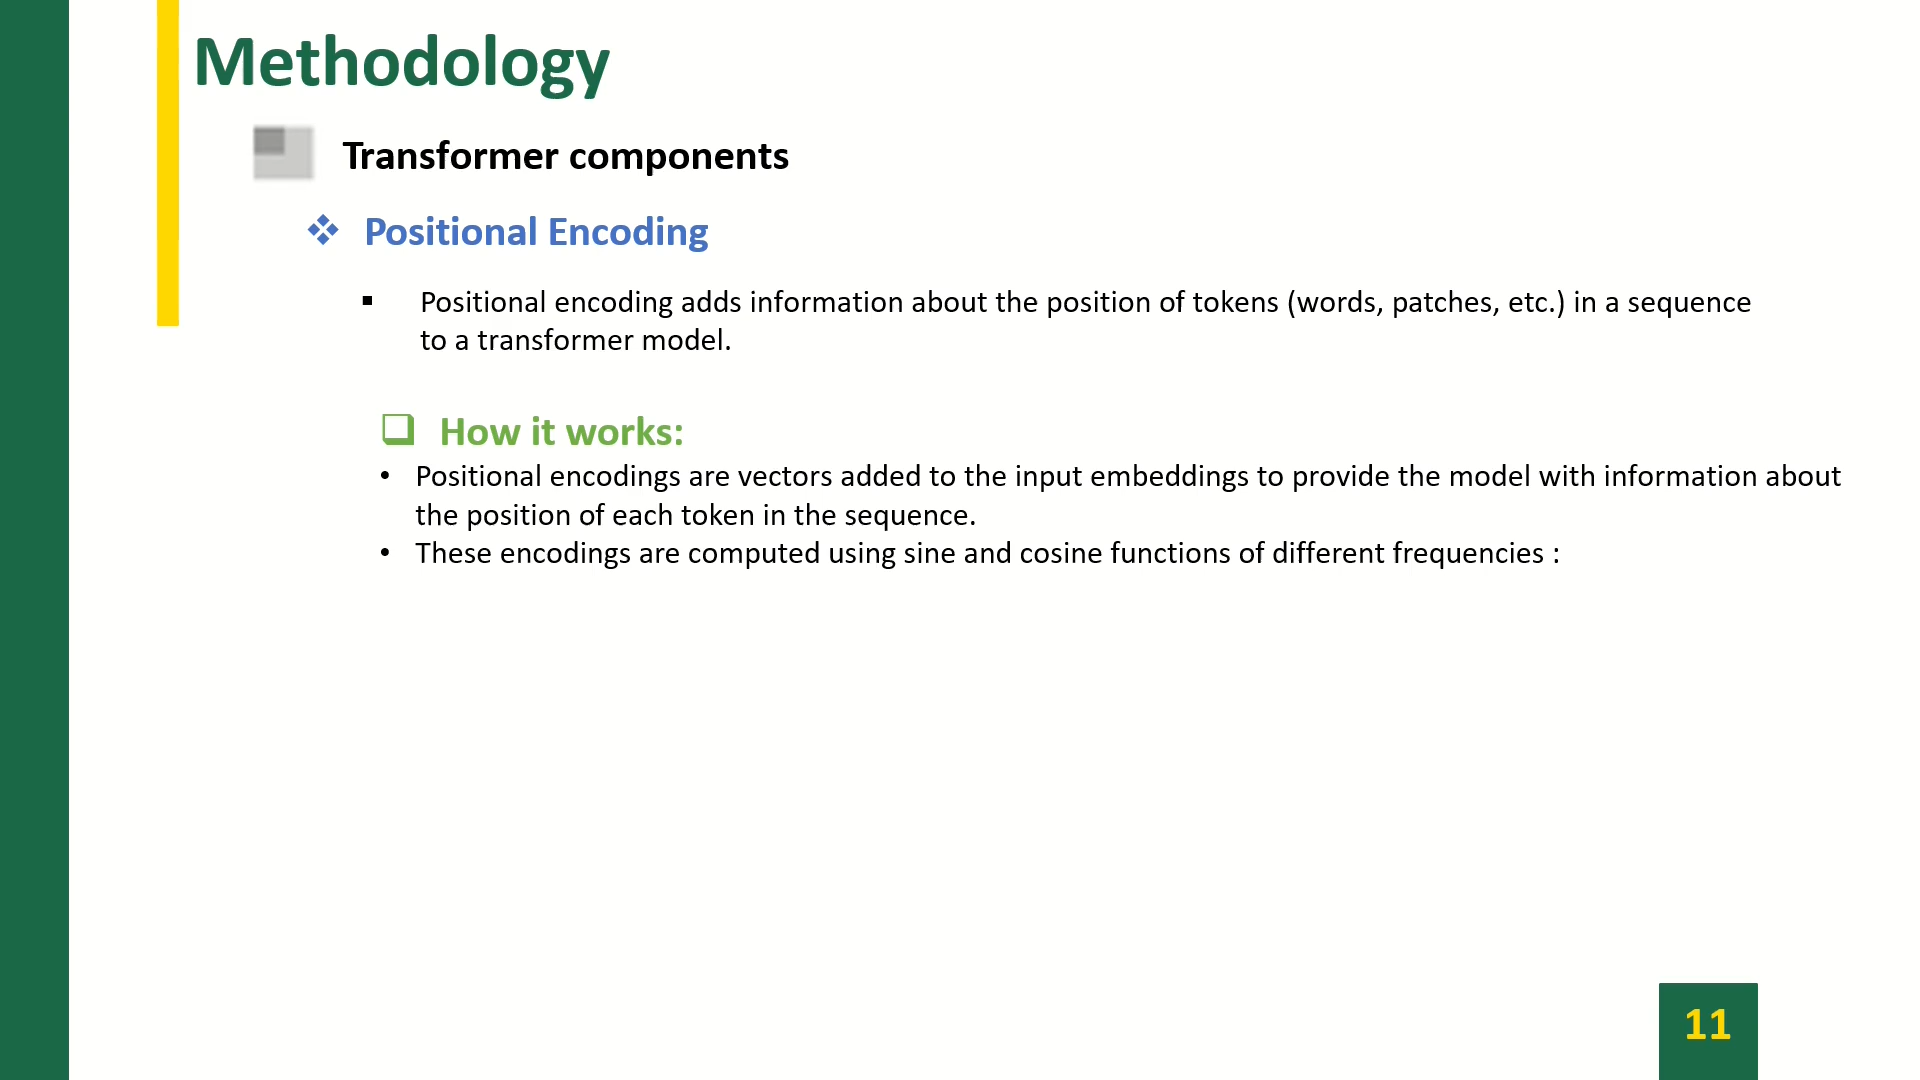 Methodology
Transformer components
❖ Positional Encoding
▪ Positional encoding adds information about the position of tokens (words, patches, etc.) in a sequence
to a transformer model.
❑ How it works:
• Positional encodings are vectors added to the input embeddings to provide the model with information about
the position of each token in the sequence.
• These encodings are computed using sine and cosine functions of different frequencies :
11